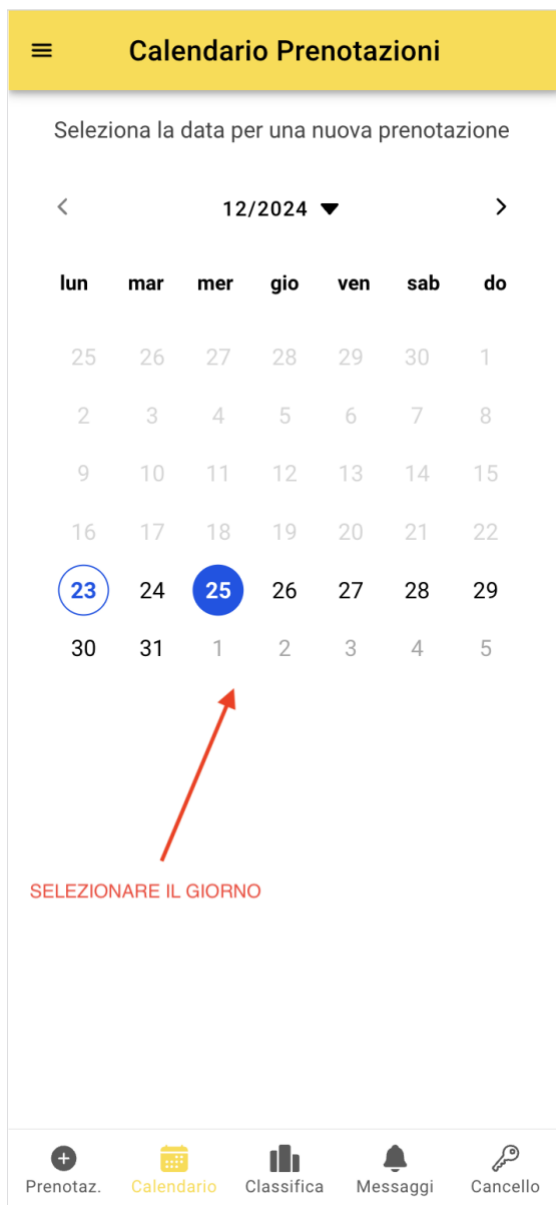 Calendario Prenotazioni
Seleziona la data per una nuova prenotazione
12/2024
lun mar mer gio ven sab do
25 26 27 28 29 30 1
2 3 4 5 6 7 8
9 10 11 12 13 14 15
16 17 18 19 20 21 22
23 24 25 26 27 28 29
30 31 1 2 3 4 5
SELEZIONARE IL GIORNO
Prenotaz. Calendario Classifica Messaggi Cancello